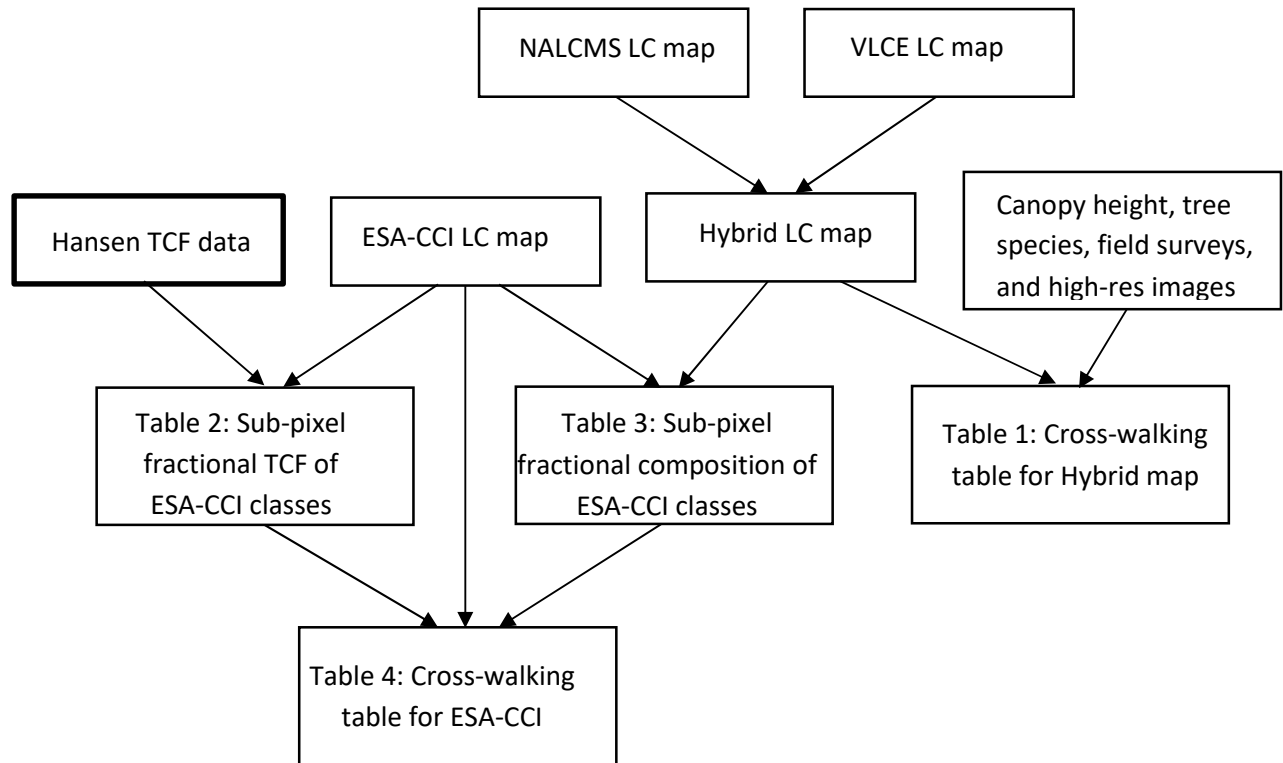 NALCMS LC map
VLCE LC map
Hansen TCF data
ESA-CCI LC map
Hybrid LC map
Canopy height, tree
species, field surveys,
and high-res images
Table 2: Sub-pixel
fractional TCF of
ESA-CCI classes
Table 3: Sub-pixel
fractional composition of
ESA-CCI classes
Table 1: Cross-walking
table for Hybrid map
Table 4: Cross-walking
table for ESA-CCI